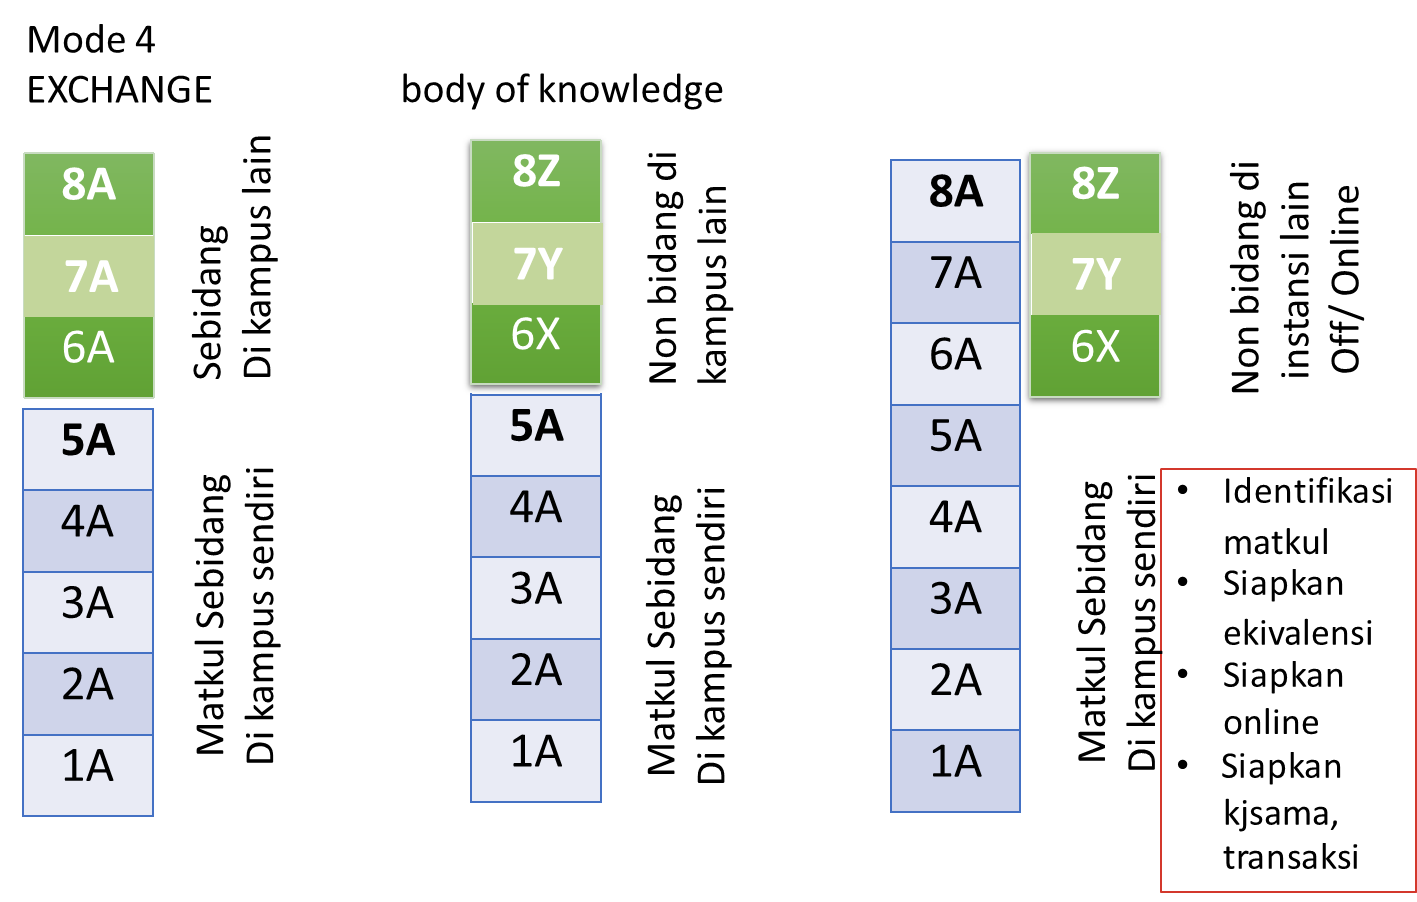 Mode 4
EXCHANGE
8A
7A
6A
5A
4A
3A
2A
1A
Sebidang
Di kampus lain
Matkul Sebidang
Di kampus sendiri
body of knowledge
8Z
7Y
6X
5A
4A
3A
2A
1A
Non bidang di
kampus lain
Matkul Sebidang
Di kampus sendiri
8A
7A
6A
5A
4A
3A
2A
1A
8Z
7Y
6X
Non bidang di
instansi lain
Off/ Online
Matkul Sebidang
Di kampus sendiri
• Identifikasi
matkul
• Siapkan
ekivalensi
• Siapkan
online
• Siapkan
kjsama,
transaksi